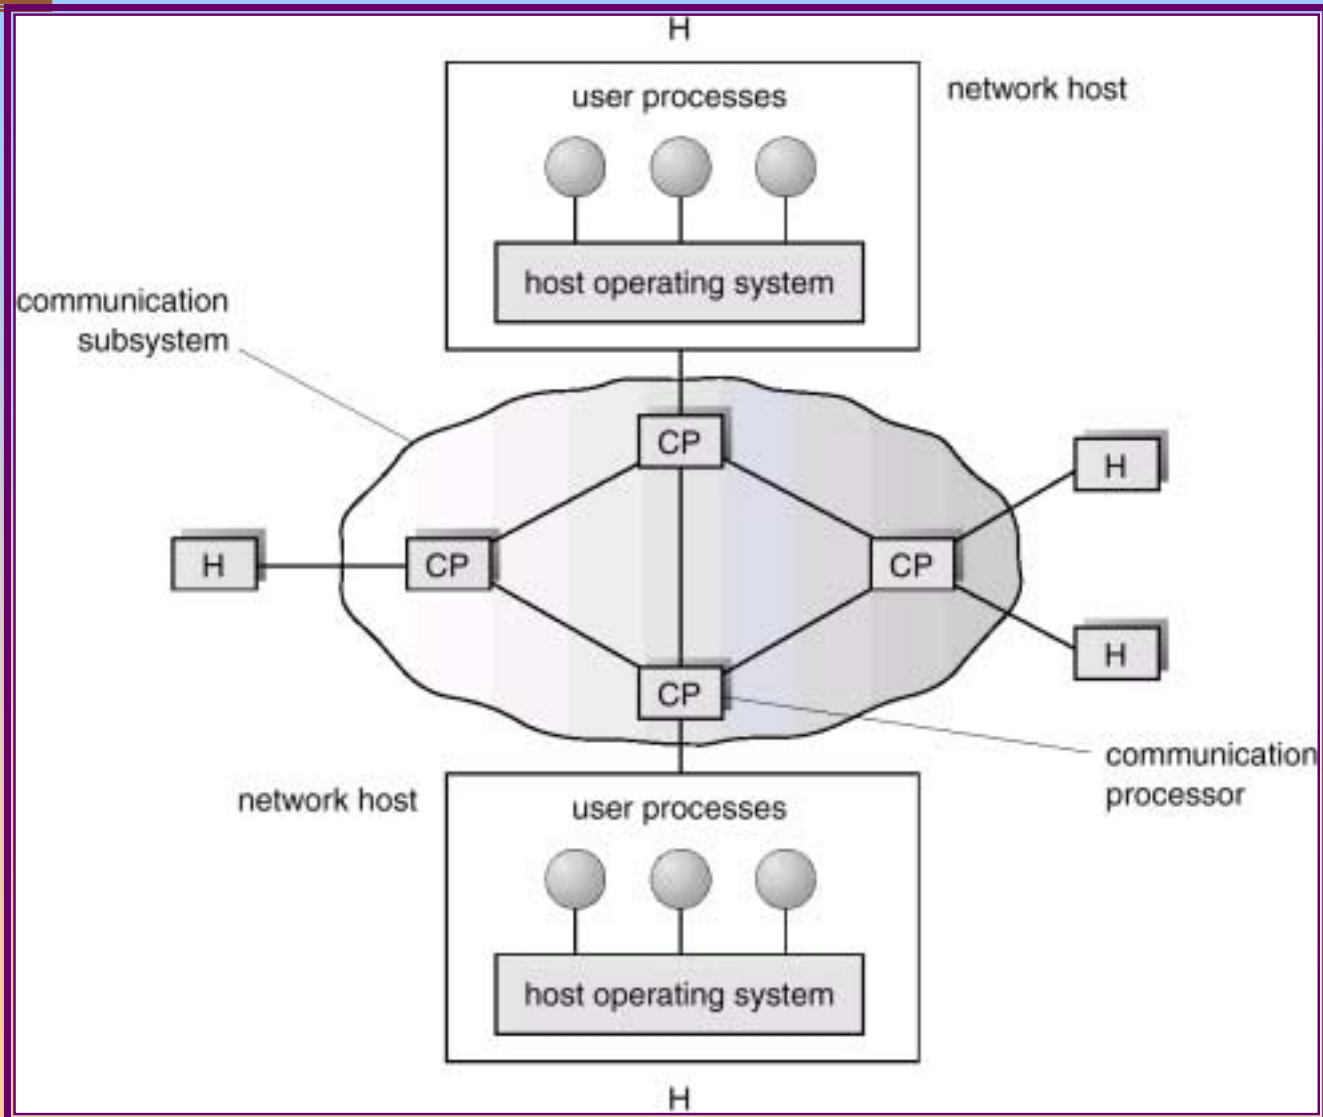 H
network host
user processes
host operating system
communication
subsystem
CP
H
H
CP
CP
H
CP
communication
processor
network host
user processes
host operating system
H